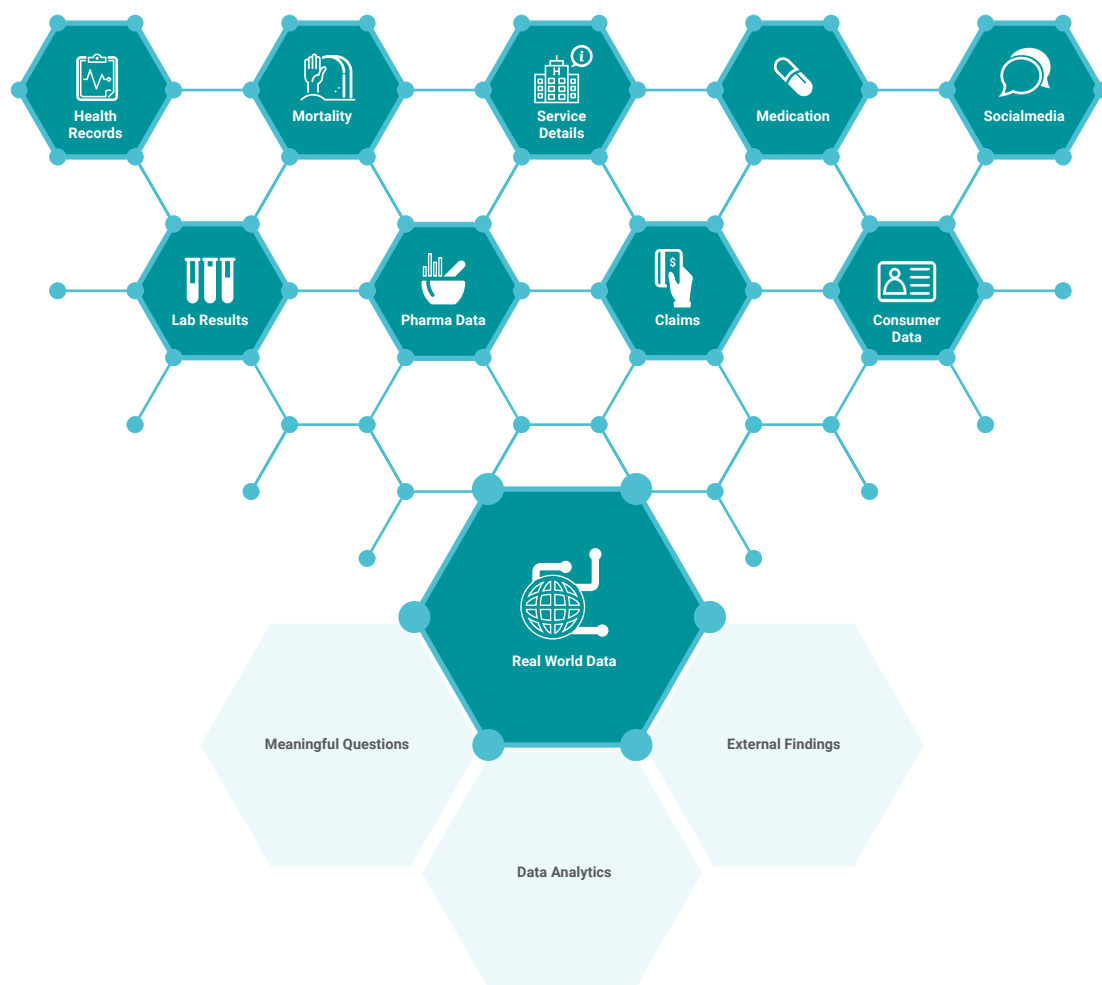 Health
Records
Mortality
H
i
Service
Details
Medication
Socialmedia
Lab Results
Pharma Data
$
Claims
Consumer
Data
Real World Data
Meaningful Questions
External Findings
Data Analytics